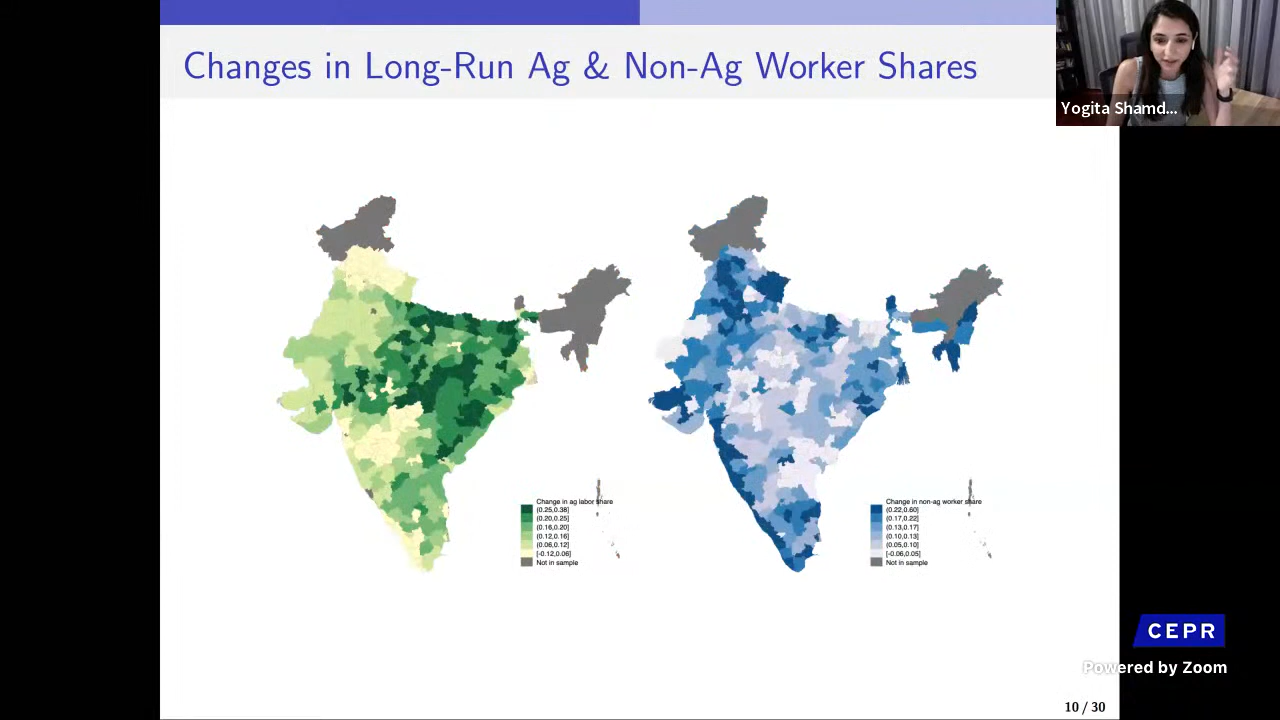 Changes in Long-Run Ag & Non-Ag Worker Shares
Yogita Shamd...
Change in ag labor share
(0.25,0.38]
(0.20,0.25]
(0.16,0.20]
(0.12,0.16]
(0.06,0.12]
[-0.12,0.06]
Not in sample
Change in non-ag worker share
(0.22,0.60]
(0.17,0.22]
(0.13,0.17]
(0.10,0.13]
(0.05,0.10]
[-0.06,0.05]
Not in sample
CEPR
Powered by Zoom
10 / 30